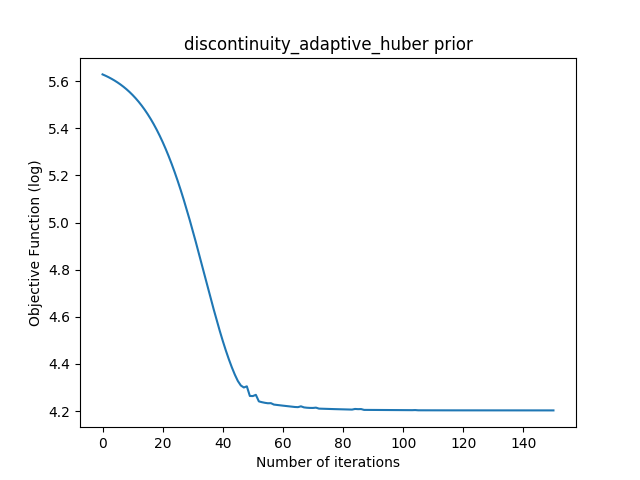 discontinuity_adaptive_huber prior
Objective Function (log)
5.6
5.4
5.2
5.0
4.8
4.6
4.4
4.2
0 20 40 60 80 100 120 140
Number of iterations